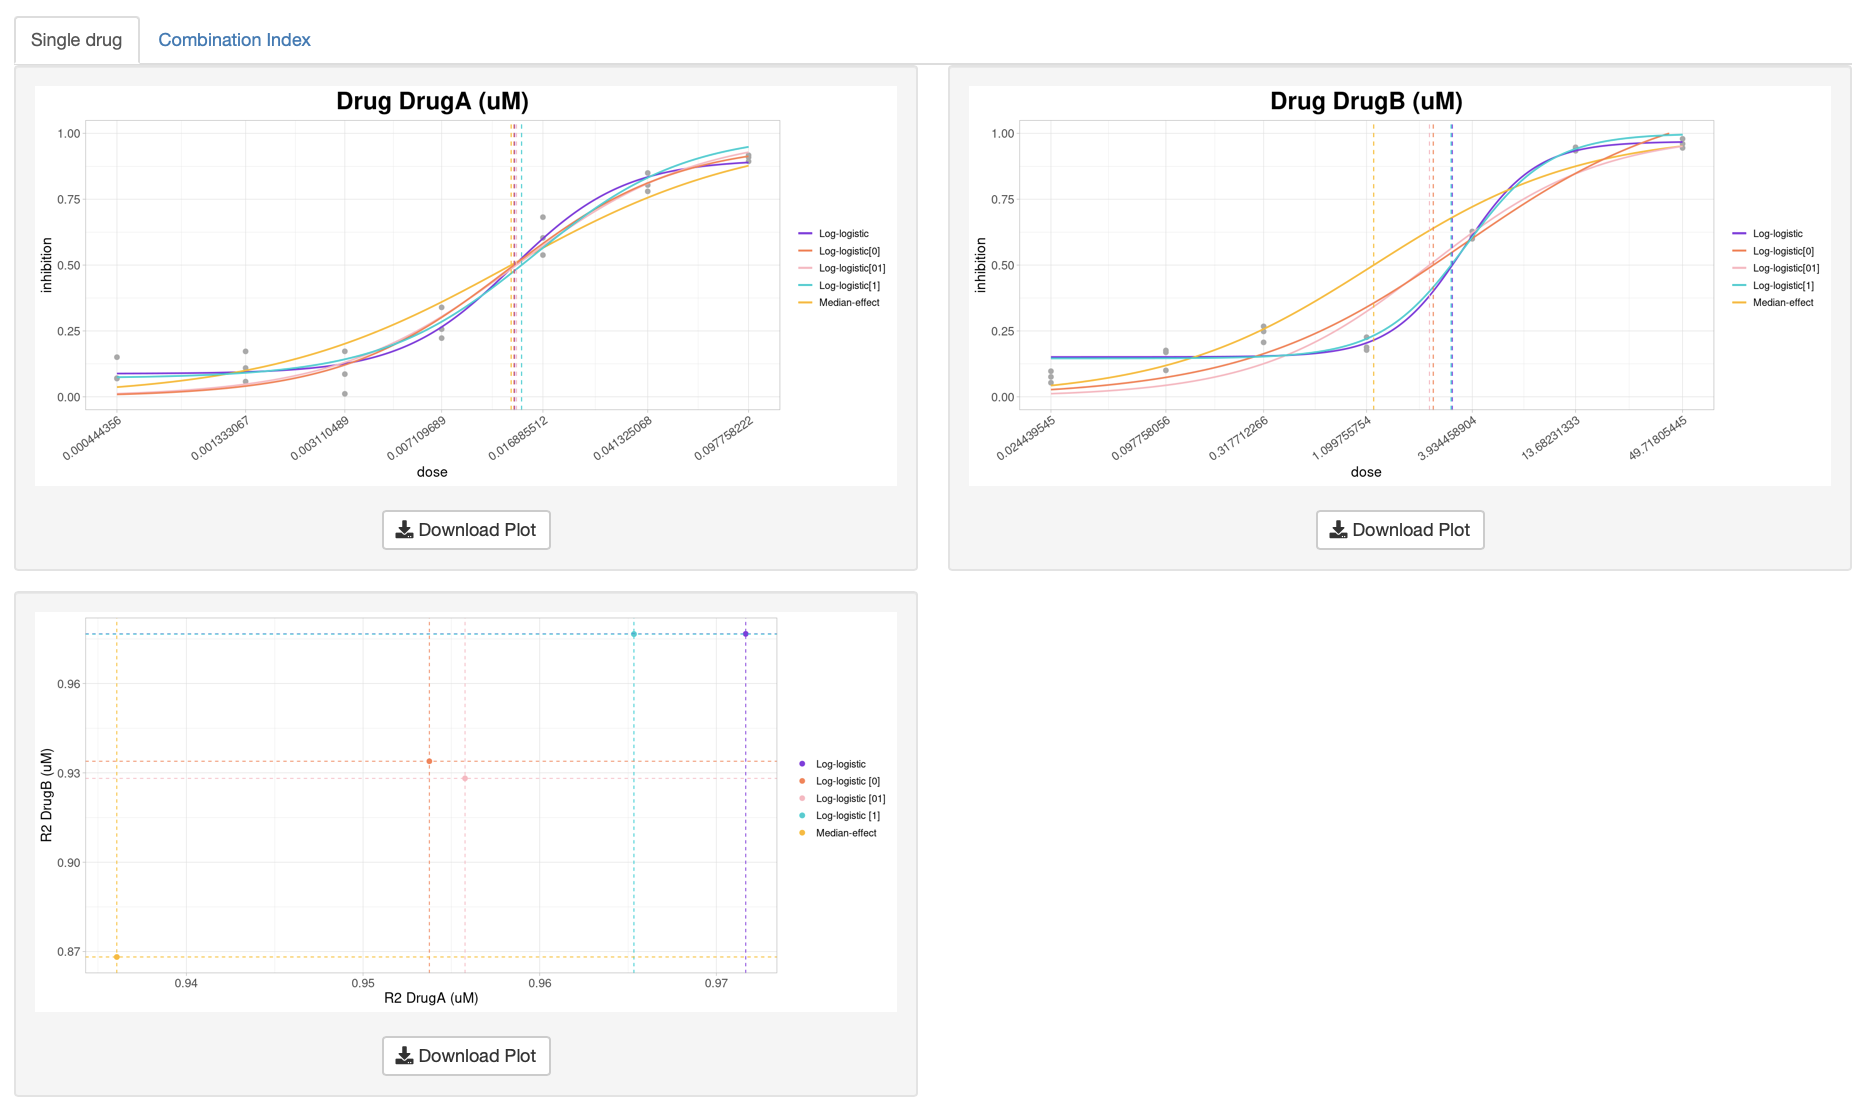 Single drug
Combination Index
Drug DrugA (uM)
1.00
0.75
0.50
0.25
0.00
inhibition
0.000444356
0.001333067
0.003110489
0.007109689
0.016885512
0.041325068
0.097758222
dose
Log-logistic
Log-logistic[0]
Log-logistic[01]
Log-logistic[1]
Median-effect
Download Plot
Drug DrugB (uM)
1.00
0.75
0.50
0.25
0.00
inhibition
0.024439545
0.097758056
0.317712266
1.099755754
3.934458904
13.68231333
49.71805445
dose
Log-logistic
Log-logistic[0]
Log-logistic[01]
Log-logistic[1]
Median-effect
Download Plot
0.96
0.93
0.90
0.87
R2 DrugB (uM)
0.94
0.95
0.96
0.97
R2 DrugA (uM)
Log-logistic
Log-logistic [0]
Log-logistic [01]
Log-logistic [1]
Median-effect
Download Plot